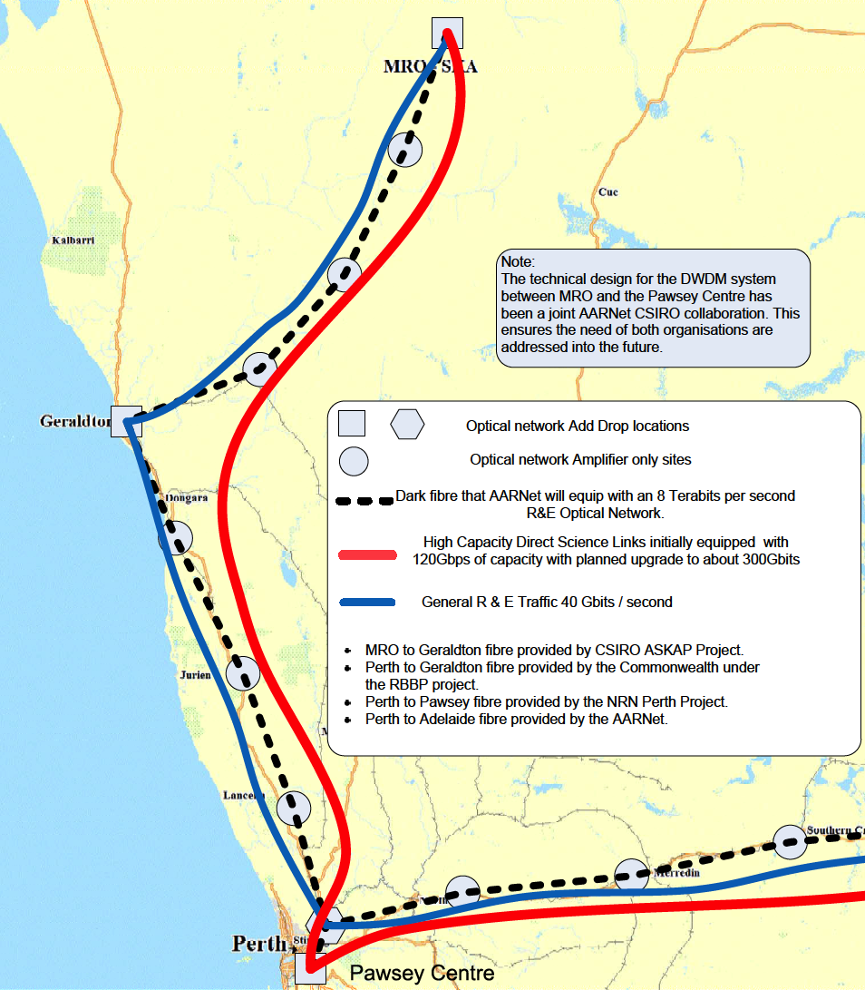 MRO - SKA
Cuc
Kalbarri
Note:
The technical design for the DWDM system
between MRO and the Pawsey Centre has
been a joint AARNet CSIRO collaboration. This
ensures the need of both organisations are
addressed into the future.
Geraldton
Optical network Add Drop locations
Optical network Amplifier only sites
Dark fibre that AARNet will equip with an 8 Terabits per second
R&E Optical Network.
High Capacity Direct Science Links initially equipped with
120Gbps of capacity with planned upgrade to about 300Gbits
General R & E Traffic 40 Gbits / second
• MRO to Geraldton fibre provided by CSIRO ASKAP Project.
• Perth to Geraldton fibre provided by the Commonwealth under
the RBBP project.
• Perth to Pawsey fibre provided by the NRN Perth Project.
• Perth to Adelaide fibre provided by the AARNet.
Dongara
Jurien
Lancelin
Southern Cr
Merredin
Perth
Pawsey Centre